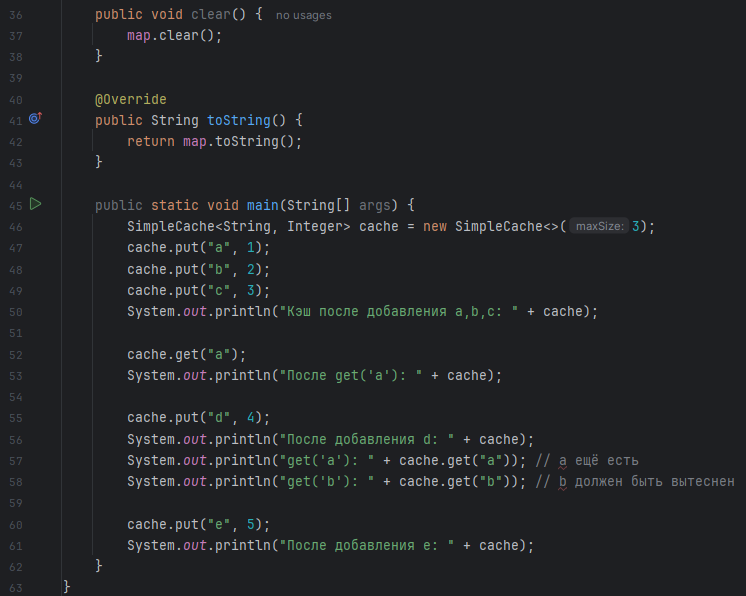 36 public void clear() { no usages
37 map.clear();
38 }
39
40 @Override
41 public String toString() {
42 return map.toString();
43 }
44
45 public static void main(String[] args) {
46 SimpleCache<String, Integer> cache = new SimpleCache<>( maxSize: 3);
47 cache.put("a", 1);
48 cache.put("b", 2);
49 cache.put("c", 3);
50 System.out.println("Кэш после добавления a,b,c: " + cache);
51
52 cache.get("a");
53 System.out.println("После get('a'): " + cache);
54
55 cache.put("d", 4);
56 System.out.println("После добавления d: " + cache);
57 System.out.println("get('a'): " + cache.get("a")); // a ещё есть
58 System.out.println("get('b'): " + cache.get("b")); // b должен быть вытеснен
59
60 cache.put("e", 5);
61 System.out.println("После добавления e: " + cache);
62 }
63 }